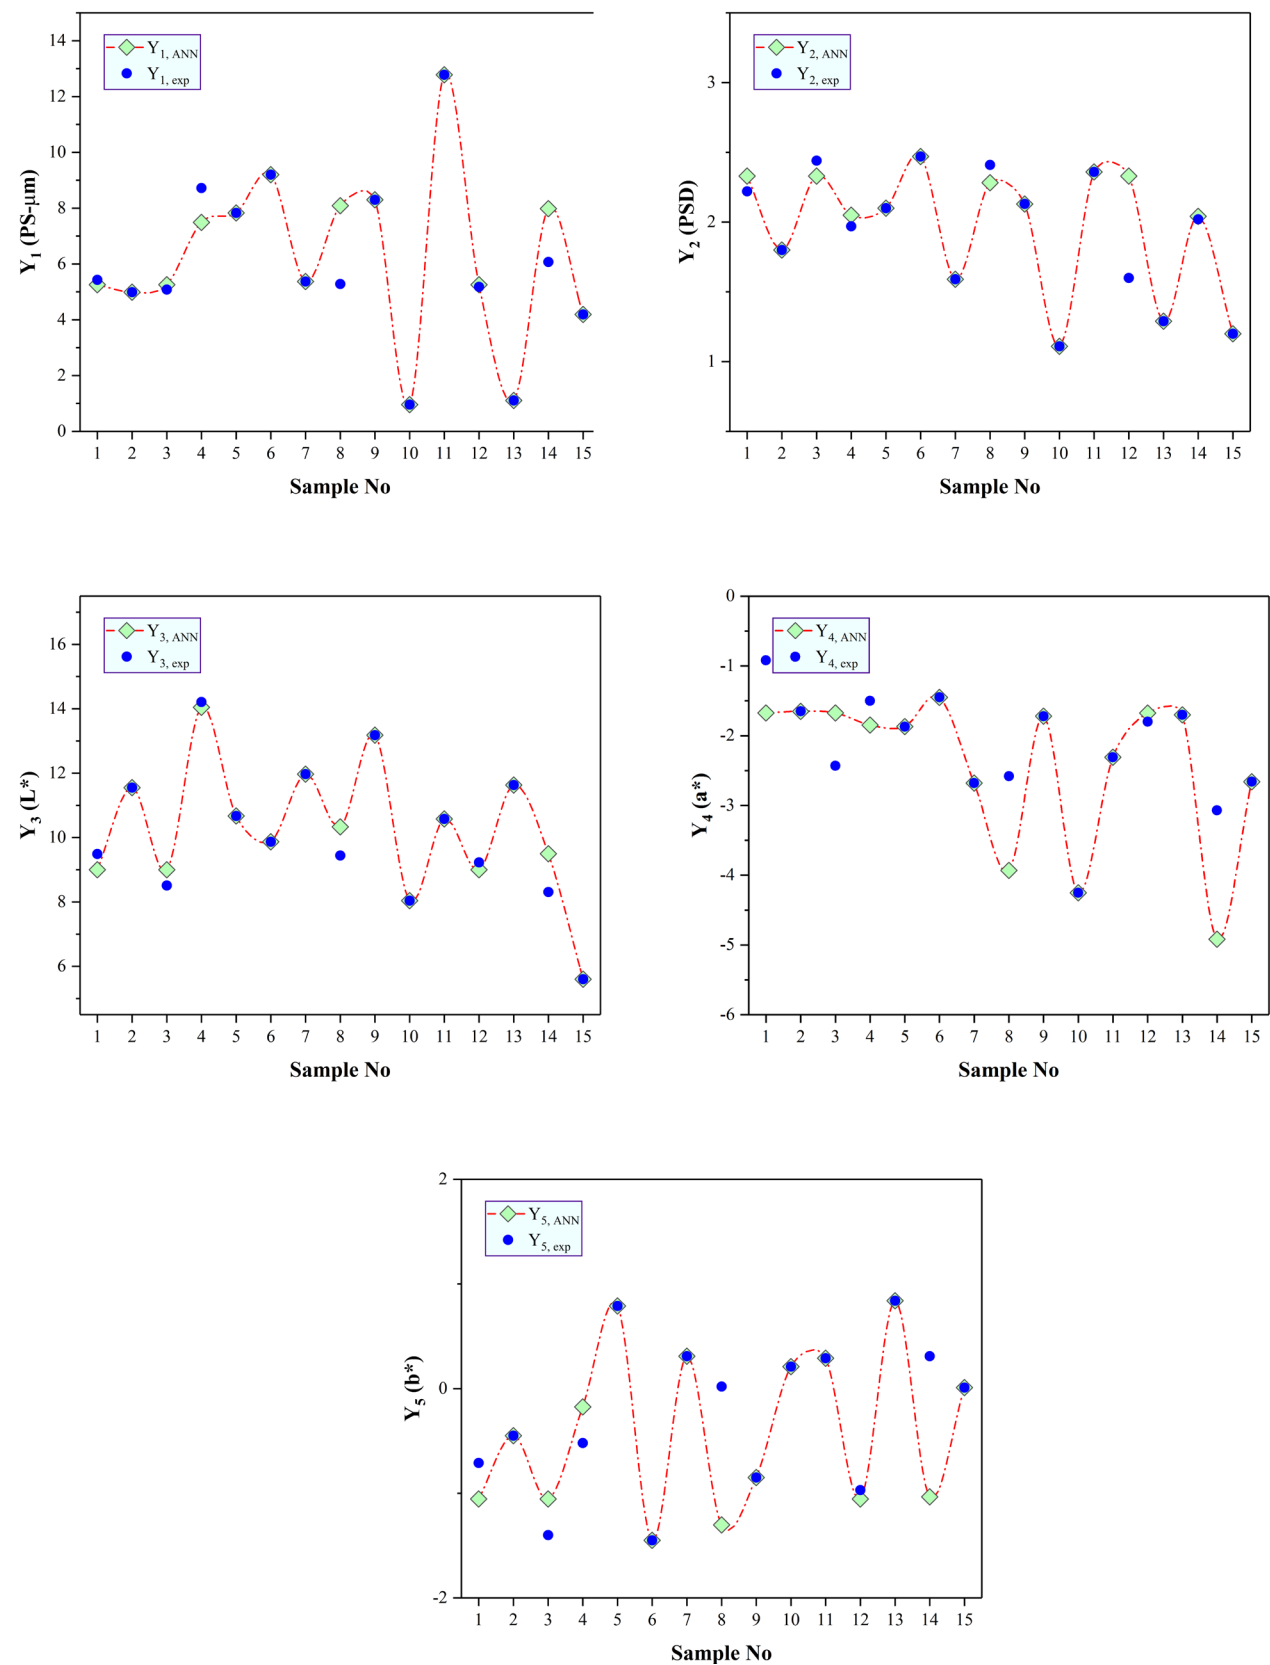 Y1, ANN
Y1, exp
Y1 (PS-μm)
14
12
10
8
6
4
2
0
1 2 3 4 5 6 7 8 9 10 11 12 13 14 15
Sample No
Y2, ANN
Y2, exp
Y2 (PSD)
3
2
1
1 2 3 4 5 6 7 8 9 10 11 12 13 14 15
Sample No
Y3, ANN
Y3, exp
Y3 (L*)
16
14
12
10
8
6
1 2 3 4 5 6 7 8 9 10 11 12 13 14 15
Sample No
Y4, ANN
Y4, exp
Y4 (a*)
0
-1
-2
-3
-4
-5
-6
1 2 3 4 5 6 7 8 9 10 11 12 13 14 15
Sample No
Y5, ANN
Y5, exp
Y5 (b*)
2
0
-2
1 2 3 4 5 6 7 8 9 10 11 12 13 14 15
Sample No